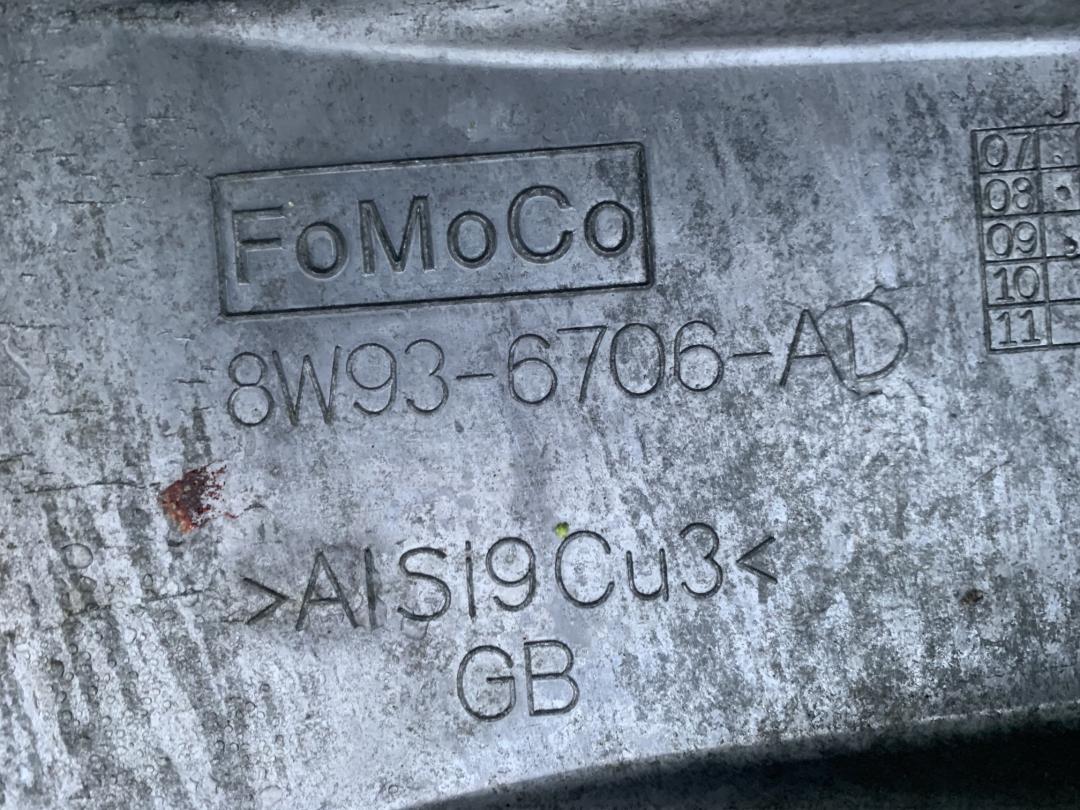 FoMoCo
8W93-6706-AD
>AlSi9Cu3<
GB
J
07
08
09
10
11